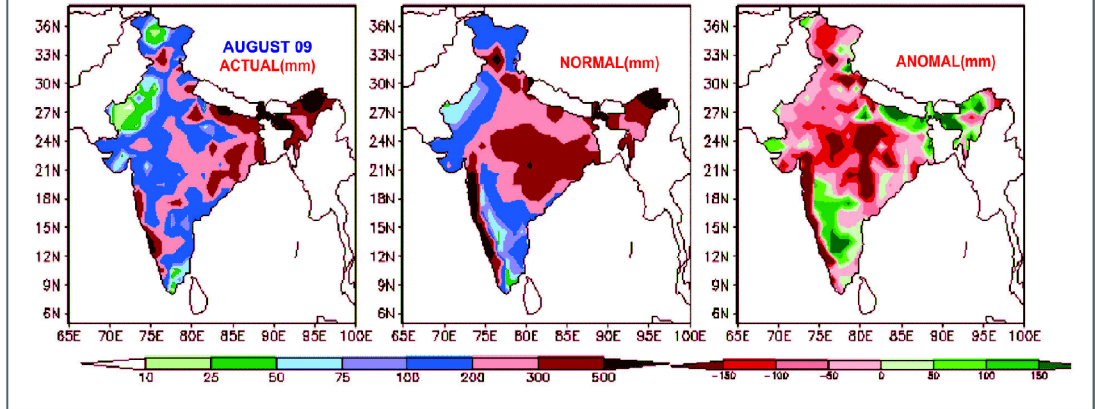 AUGUST 09
ACTUAL(mm)
NORMAL(mm)
ANOMAL(mm)
36N
33N
30N
27N
24N
21N
18N
15N
12N
9N
6N
65E 70E 75E 80E 85E 90E 95E 100E
36N
33N
30N
27N
24N
21N
18N
15N
12N
9N
6N
65E 70E 75E 80E 85E 90E 95E 100E
36N
33N
30N
27N
24N
21N
18N
15N
12N
9N
6N
65E 70E 75E 80E 85E 90E 95E 100E
10 25 50 75 100 200 300 500
-150 -100 -50 0 50 100 150